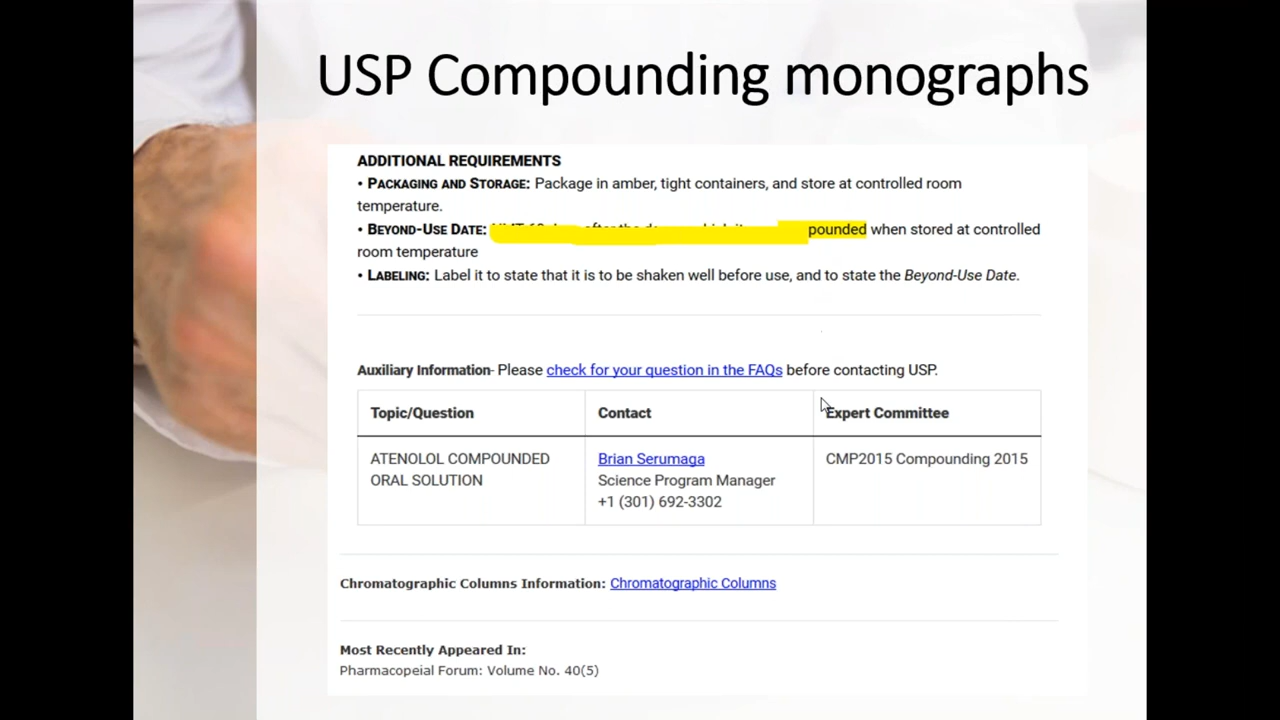 USP Compounding monographs
ADDITIONAL REQUIREMENTS
• PACKAGING AND STORAGE: Package in amber, tight containers, and store at controlled room
temperature.
• BEYOND-USE DATE: pounded when stored at controlled
room temperature
• LABELING: Label it to state that it is to be shaken well before use, and to state the Beyond-Use Date.
Auxiliary Information- Please check for your question in the FAQs before contacting USP.
Topic/Question Contact Expert Committee
ATENOLOL COMPOUNDED Brian Serumaga CMP2015 Compounding 2015
ORAL SOLUTION Science Program Manager
+1 (301) 692-3302
Chromatographic Columns Information: Chromatographic Columns
Most Recently Appeared In:
Pharmacopeial Forum: Volume No. 40(5)